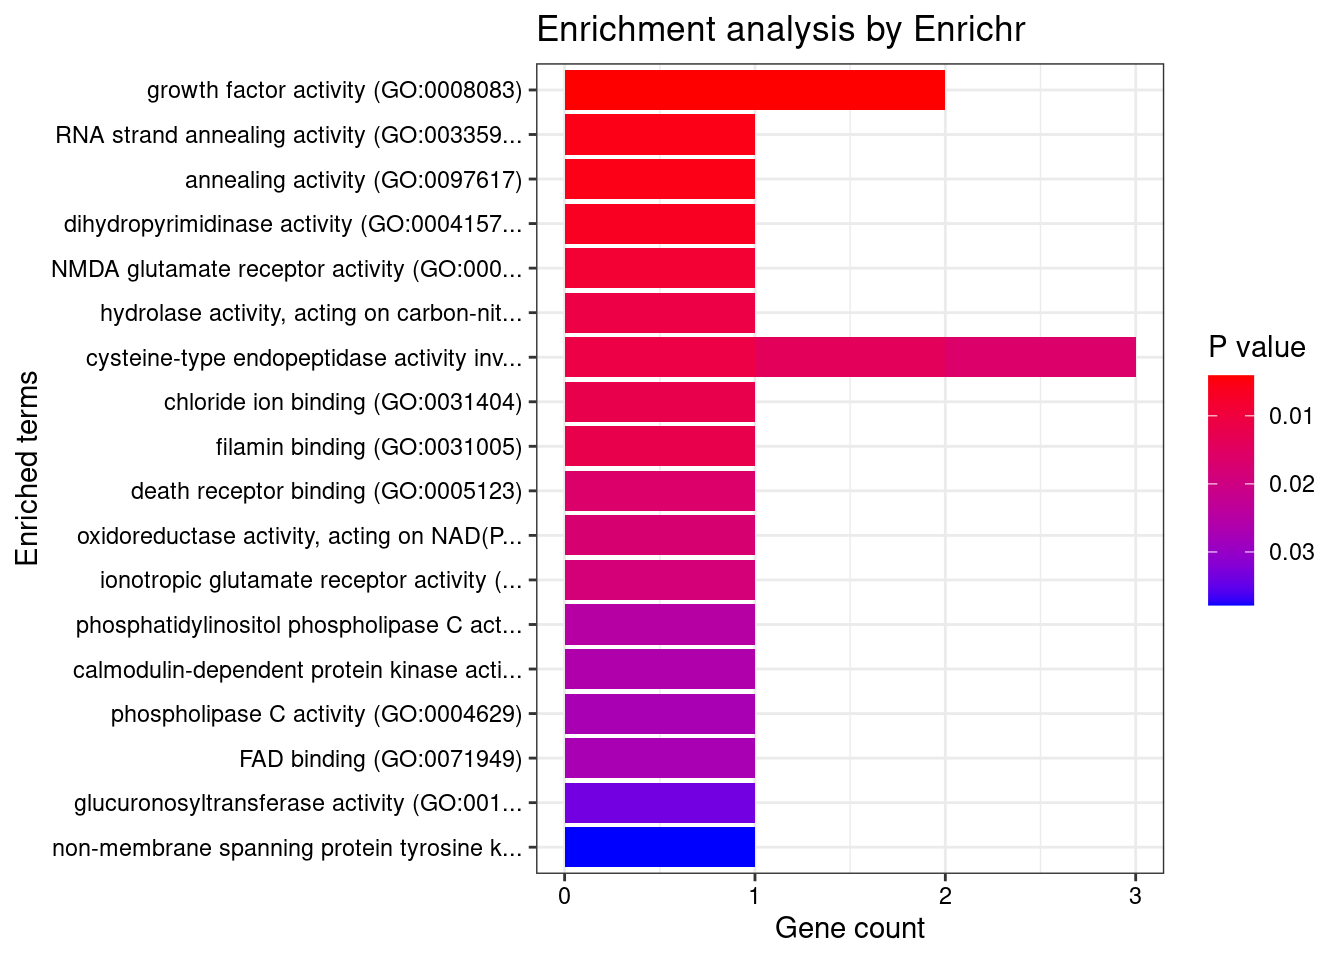 Enrichment analysis by Enrichr
growth factor activity (GO:0008083)
RNA strand annealing activity (GO:003359...
annealing activity (GO:0097617)
dihydropyrimidinase activity (GO:0004157...
NMDA glutamate receptor activity (GO:000...
hydrolase activity, acting on carbon-nit...
cysteine-type endopeptidase activity inv...
chloride ion binding (GO:0031404)
filamin binding (GO:0031005)
death receptor binding (GO:0005123)
oxidoreductase activity, acting on NAD(P...
ionotropic glutamate receptor activity (...
phosphatidylinositol phospholipase C act...
calmodulin-dependent protein kinase acti...
phospholipase C activity (GO:0004629)
FAD binding (GO:0071949)
glucuronosyltransferase activity (GO:001...
non-membrane spanning protein tyrosine k...
Enriched terms
0 1 2 3
Gene count
P value
0.01
0.02
0.03